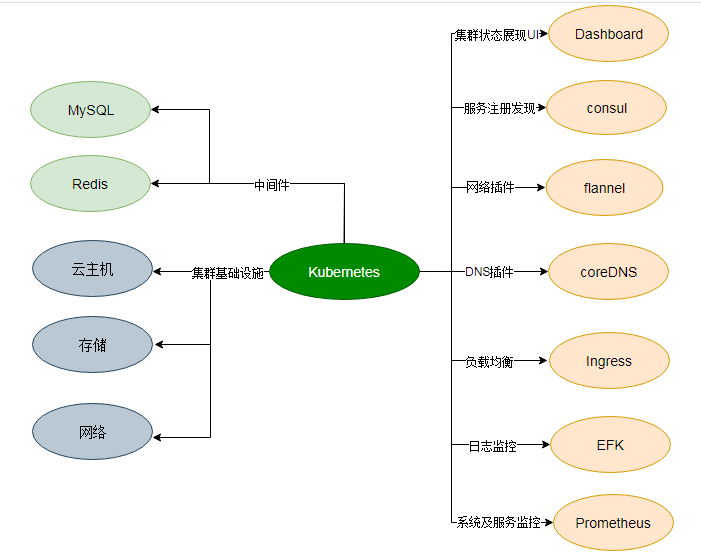 集群状态展现UI
Dashboard
MySQL
服务注册发现
consul
Redis
中间件
网络插件
flannel
云主机
集群基础设施
Kubernetes
DNS插件
coreDNS
存储
负载均衡
Ingress
网络
日志监控
EFK
系统及服务监控
Prometheus